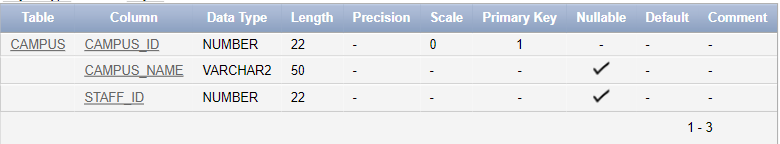 Table Column Data Type Length Precision Scale Primary Key Nullable Default Comment
CAMPUS CAMPUS_ID NUMBER 22 - 0 1 - - -
CAMPUS_NAME VARCHAR2 50 - - - ✓ - -
STAFF_ID NUMBER 22 - - - ✓ - -
1 - 3